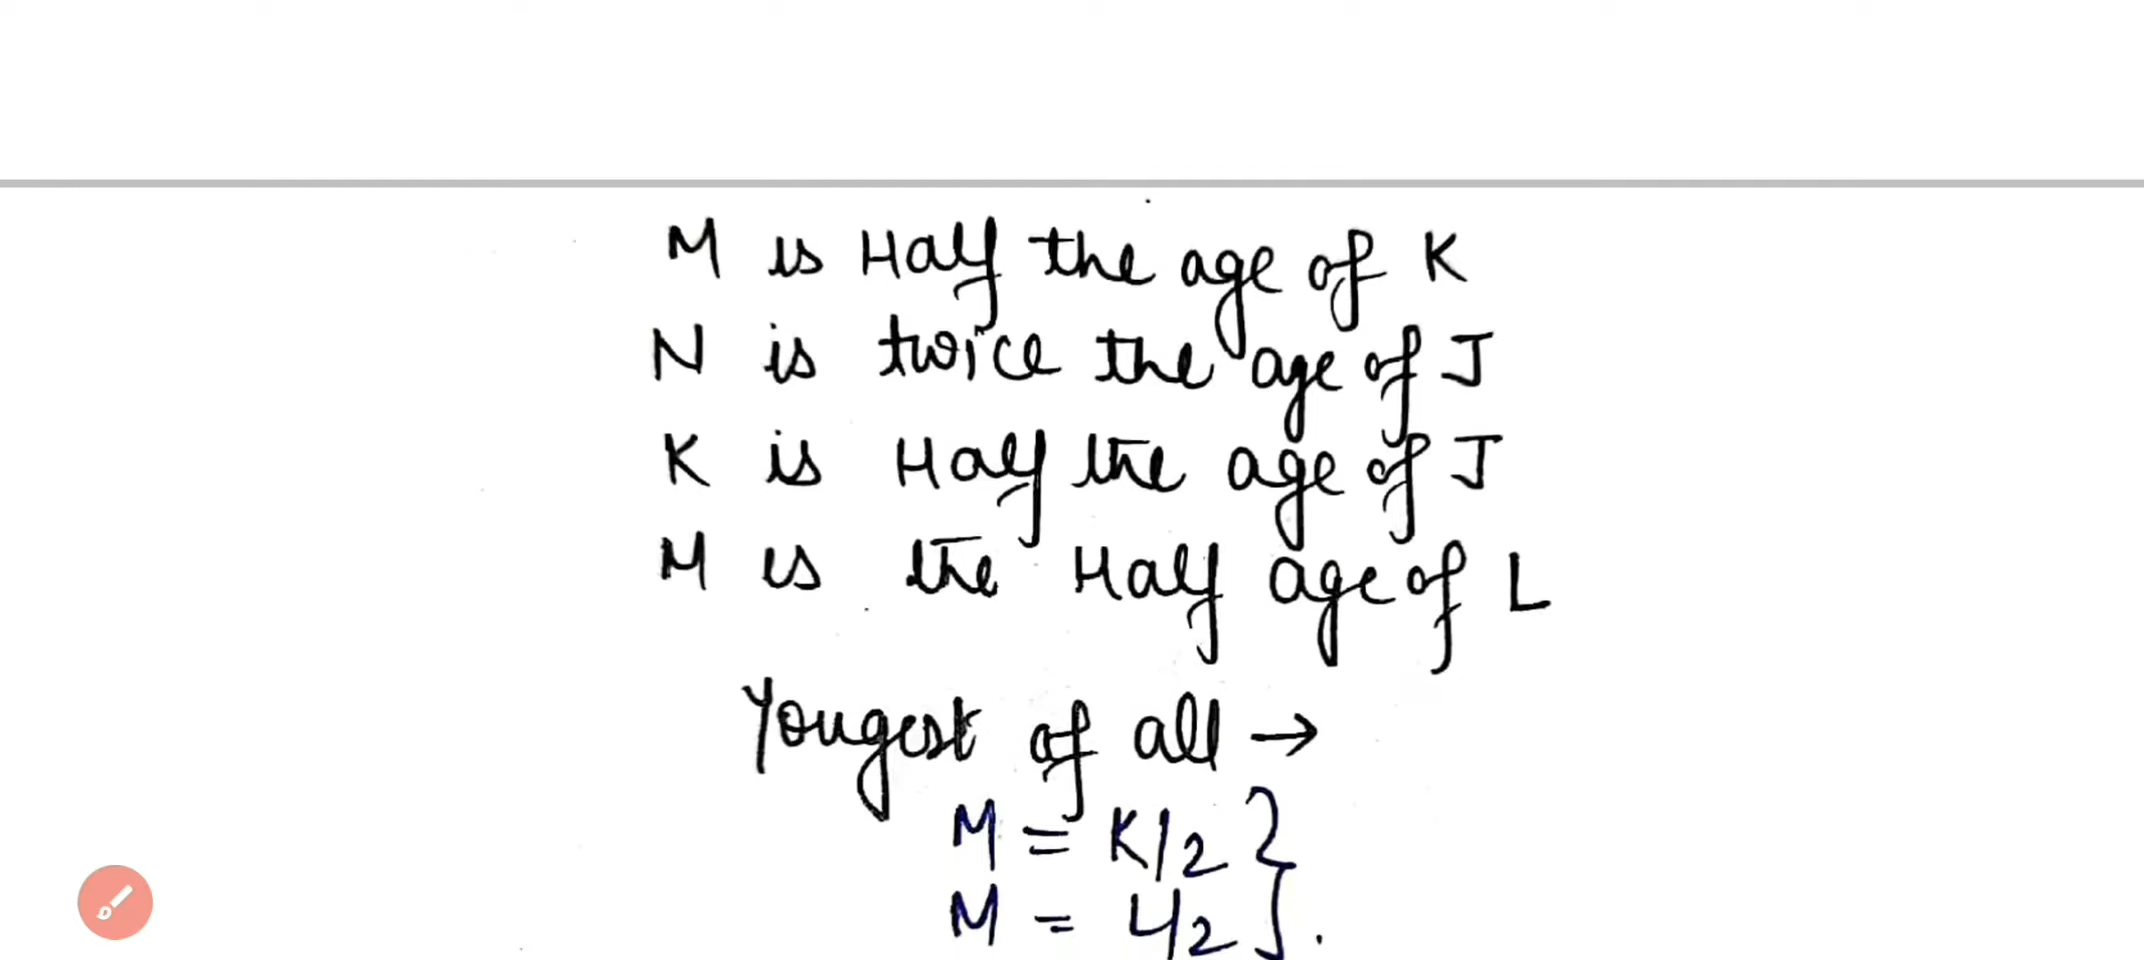 M is Half the age of K
N is twice the age of J
K is Half the age of J
M is the Half age of L
Yougest of all →
M = K/2 }
M = L/2 } .